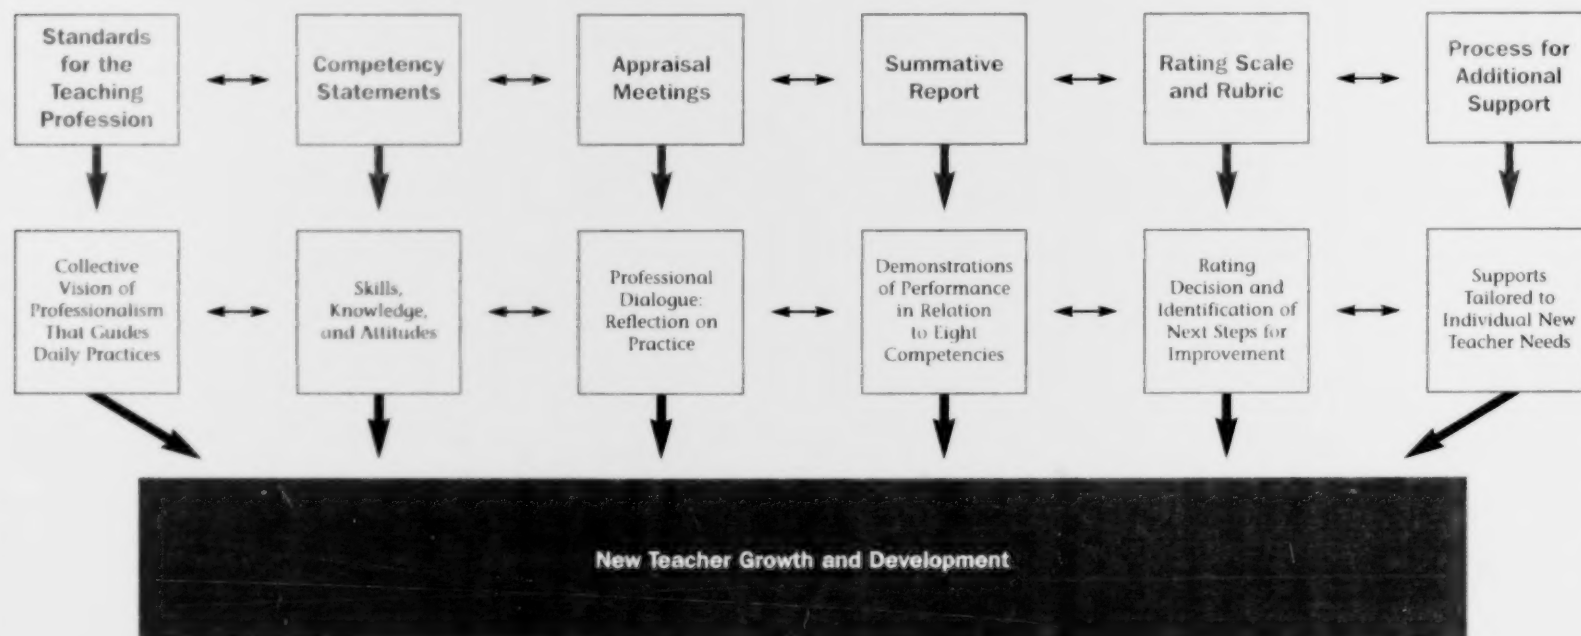 Standards
for the
Teaching
Profession
Competency
Statements
Appraisal
Meetings
Summative
Report
Rating Scale
and Rubric
Process for
Additional
Support
Collective
Vision of
Professionalism
That Guides
Daily Practices
Skills,
Knowledge,
and Attitudes
Professional
Dialogue:
Reflection on
Practice
Demonstrations
of Performance
in Relation
to Eight
Competencies
Rating
Decision and
Identification of
Next Steps for
Improvement
Supports
Tailored to
Individual New
Teacher Needs
New Teacher Growth and Development